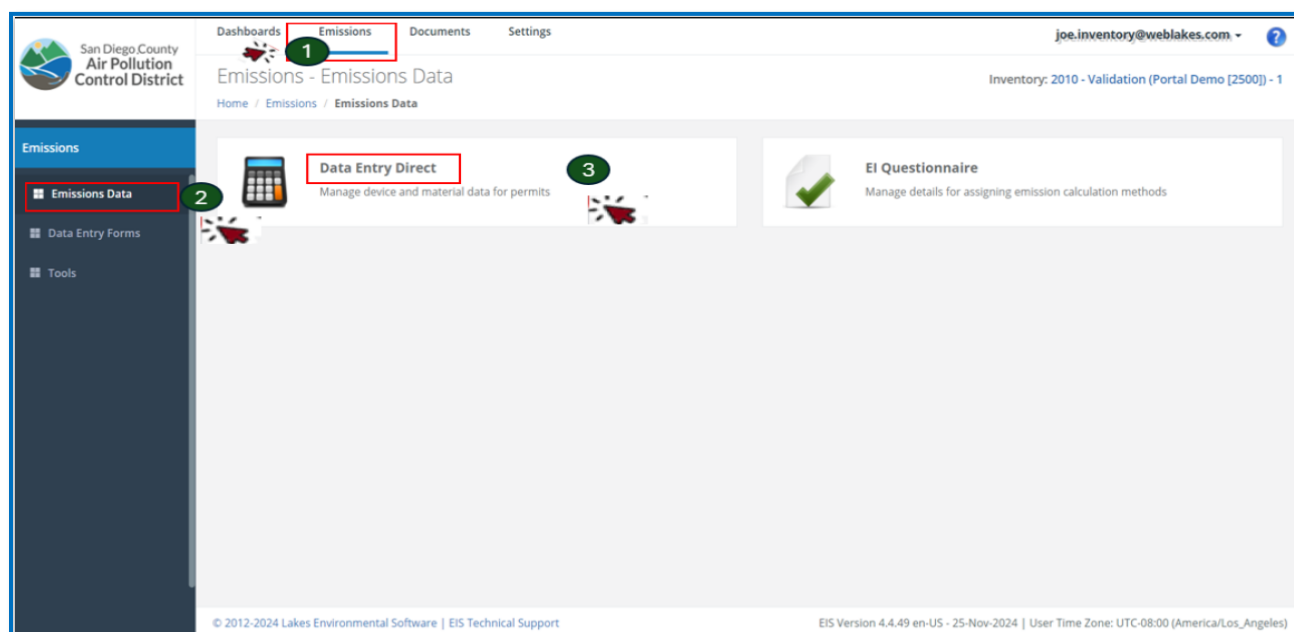 San Diego County
Air Pollution
Control District
Dashboards Emissions Documents Settings
1
joe.inventory@weblakes.com
?
Emissions - Emissions Data
Inventory: 2010 - Validation (Portal Demo [2500]) - 1
Home / Emissions / Emissions Data
Emissions
Emissions Data
2
Data Entry Forms
Tools
Data Entry Direct
3
Manage device and material data for permits
EI Questionnaire
Manage details for assigning emission calculation methods
© 2012-2024 Lakes Environmental Software | EIS Technical Support
EIS Version 4.4.49 en-US - 25-Nov-2024 | User Time Zone: UTC-08:00 (America/Los_Angeles)